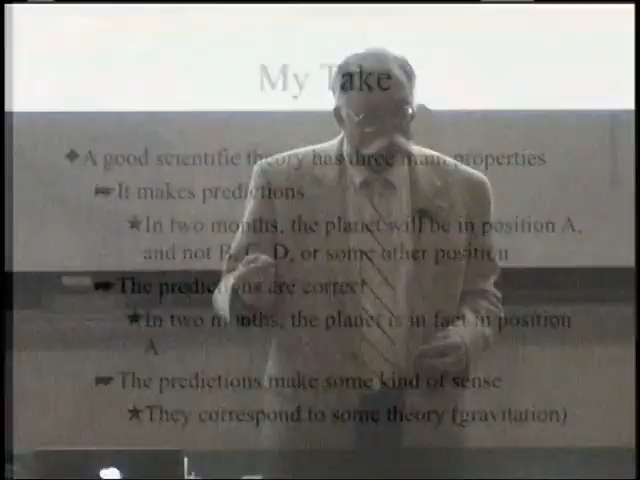 My Take
A good scientific theory has three main properties
It makes predictions
In two months, the planet will be in position A,
and not B, C, D, or some other position
The predictions are correct
In two months, the planet is in fact in position
A
The predictions make some kind of sense
They correspond to some theory (gravitation)